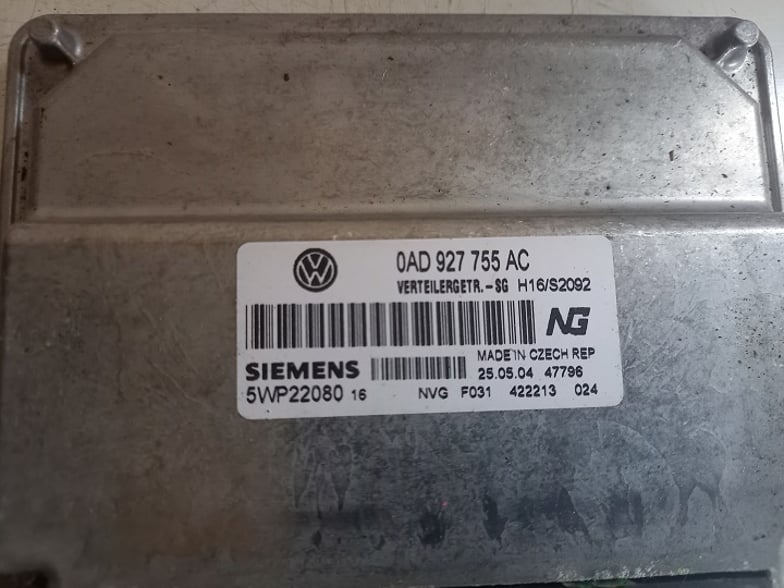 0AD 927 755 AC
VERTEILERGETR.-SG H16/S2092
NG
SIEMENS
MADE IN CZECH REP
25.05.04 47796
5WP22080 16 NVG F031 422213 024